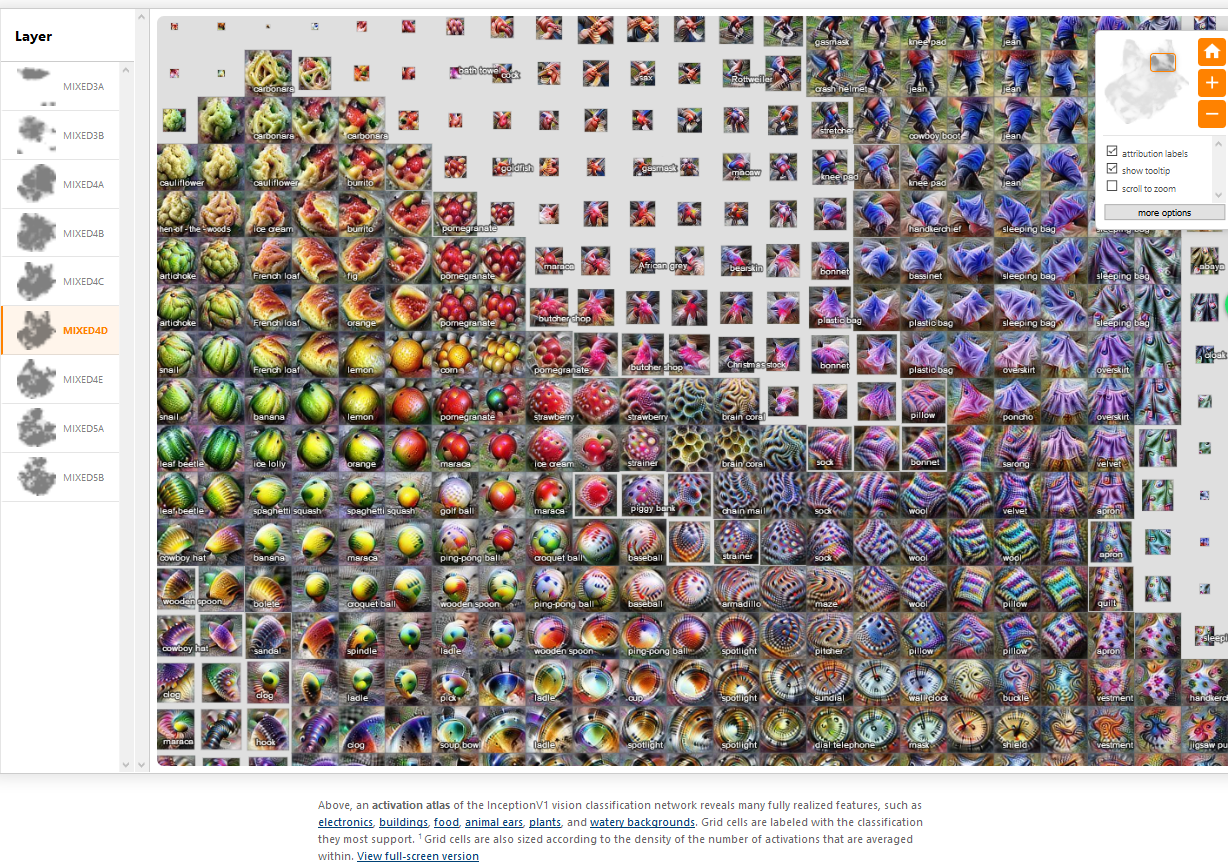 Layer
MIXED3A
MIXED3B
MIXED4A
MIXED4B
MIXED4C
MIXED4D
MIXED4E
MIXED5A
MIXED5B
gasmask knee pad jean
carbonara bath towel cock sax Rottweiler crash helmet jean jean
carbonara carbonara stretcher cowboy boot jean
cauliflower cauliflower burrito goldfish gasmask macaw knee pad knee pad jean
hen-of-the-woods ice cream burrito pomegranate handkerchief sleeping bag sleeping bag
artichoke French loaf fig pomegranate maraca African grey bearskin bonnet bassinet sleeping bag sleeping bag abaya
artichoke French loaf orange pomegranate butcher shop plastic bag plastic bag sleeping bag sleeping bag
snail French loaf lemon corn pomegranate butcher shop Christmas stock bonnet plastic bag overskirt overskirt cloak
snail banana lemon pomegranate strawberry strawberry brain coral pillow poncho overskirt
leaf beetle ice lolly orange maraca ice cream strainer brain coral sock bonnet sarong velvet
leaf beetle spaghetti squash spaghetti squash golf ball maraca piggy bank chain mail sock wool velvet apron
cowboy hat banana maraca ping-pong ball croquet ball baseball strainer sock wool wool apron
wooden spoon bolete croquet ball wooden spoon ping-pong ball baseball armadillo maze wool pillow quilt
cowboy hat sandal spindle ladle wooden spoon ping-pong ball spotlight pitcher pillow pillow apron sleepi
clog clog ladle pick ladle cup spotlight sundial wall clock buckle vestment handkerc
maraca hook clog soup bowl ladle spotlight spotlight dial telephone mask shield vestment jigsaw pu
attribution labels
show tooltip
scroll to zoom
more options
Above, an activation atlas of the InceptionV1 vision classification network reveals many fully realized features, such as
electronics, buildings, food, animal ears, plants, and watery backgrounds. Grid cells are labeled with the classification
they most support. 1 Grid cells are also sized according to the density of the number of activations that are averaged
within. View full-screen version